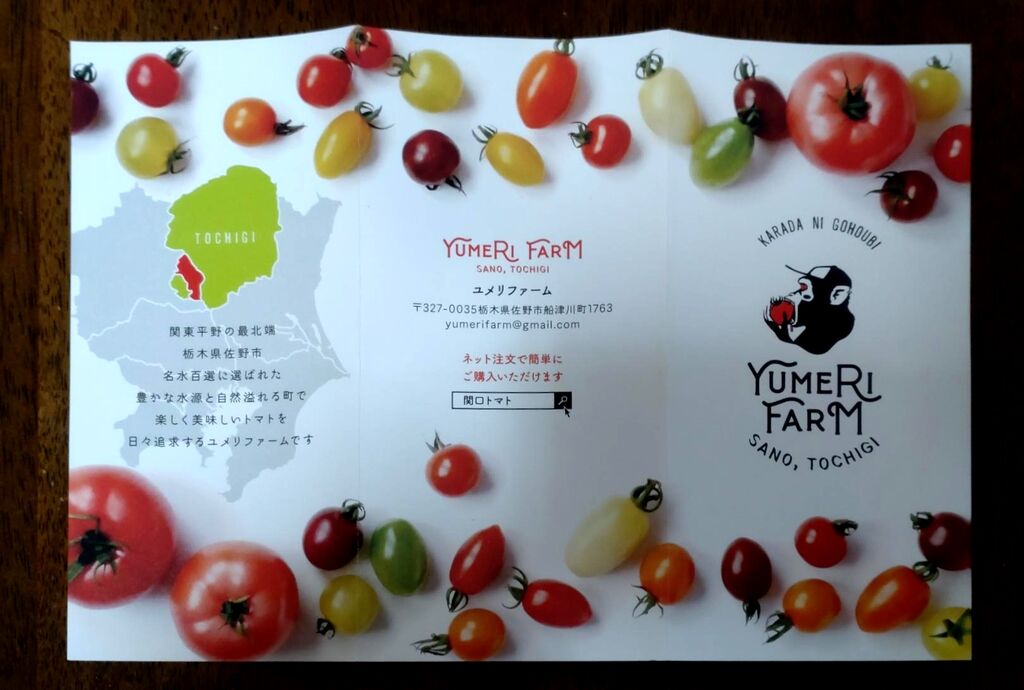 TOCHIGI
関東平野の最北端
栃木県佐野市
名水百選に選ばれた
豊かな水源と自然溢れる町で
楽しく美味しいトマトを
日々追求するユメリファームです
YUMERI FARM
SANO, TOCHIGI
ユメリファーム
〒327-0035栃木県佐野市船津川町1763
yumerifarm@gmail.com
ネット注文で簡単に
ご購入いただけます
関口トマト
KARADA NI GOHOUBI
YUMERI
FARM
SANO, TOCHIGI